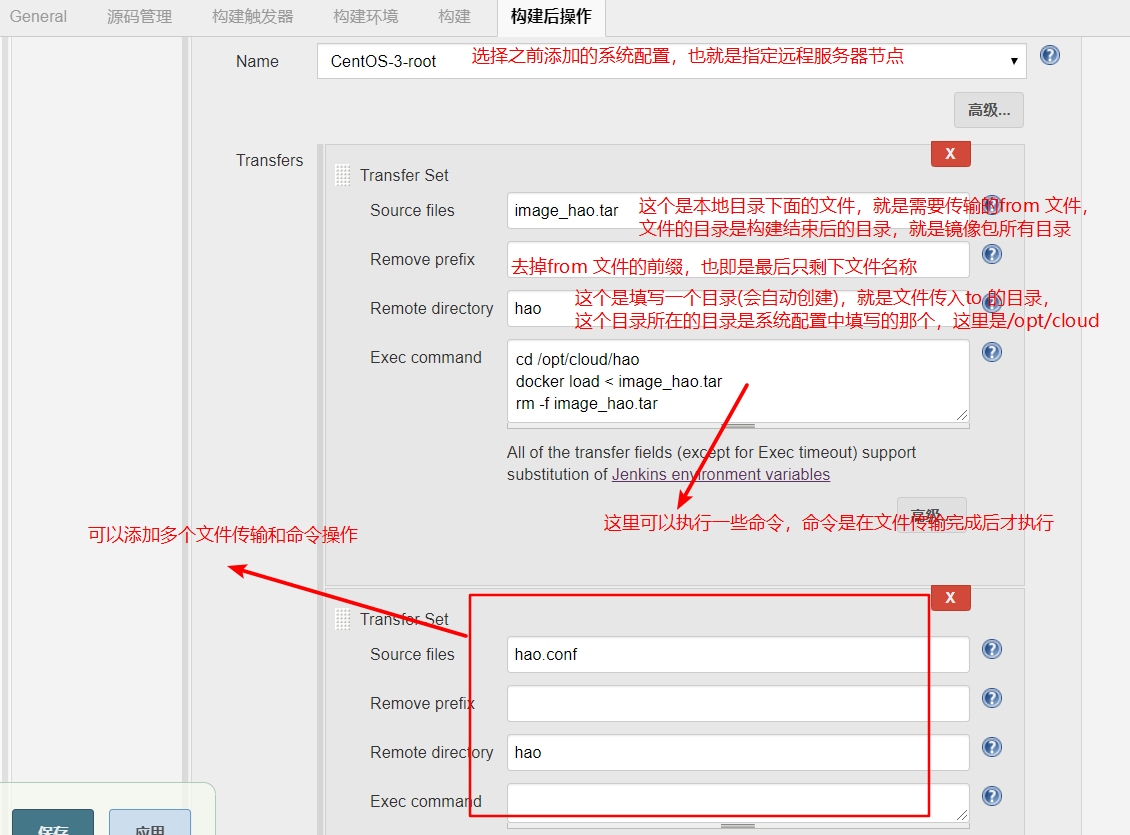 General 源码管理 构建触发器 构建环境 构建 构建后操作
Name CentOS-3-root 选择之前添加的系统配置，也就是指定远程服务器节点
高级...
Transfers
X
Transfer Set
Source files image_hao.tar 这个是本地目录下面的文件，就是需要传输的from 文件，
文件的目录是构建结束后的目录，就是镜像包所有目录
Remove prefix 去掉from 文件的前缀，也即是最后只剩下文件名称
Remote directory hao 这个是填写一个目录(会自动创建)，就是文件传入to 的目录，
这个目录所在的目录是系统配置中填写的那个，这里是/opt/cloud
Exec command cd /opt/cloud/hao
docker load < image_hao.tar
rm -f image_hao.tar
All of the transfer fields (except for Exec timeout) support
substitution of Jenkins environment variables
高级...
这里可以执行一些命令，命令是在文件传输完成后才执行
可以添加多个文件传输和命令操作
X
Transfer Set
Source files hao.conf
Remove prefix
Remote directory hao
Exec command
保存 应用